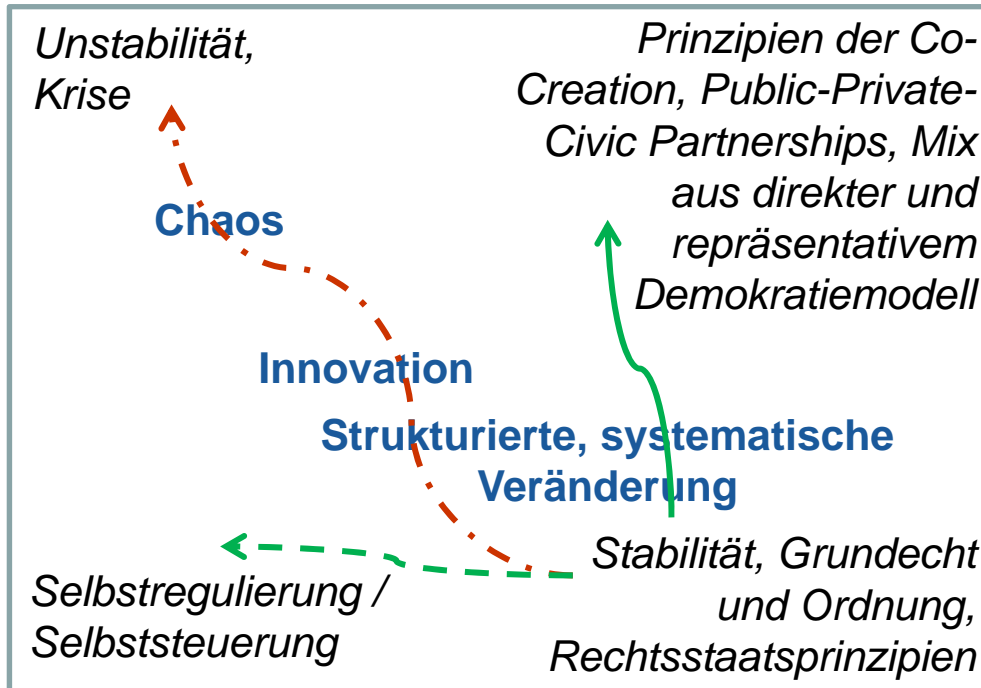 Unstabilität,
Krise
Prinzipien der Co-
Creation, Public-Private-
Civic Partnerships, Mix
aus direkter und
repräsentativem
Demokratiemodell
Chaos
Innovation
Strukturierte, systematische
Veränderung
Selbstregulierung /
Selbststeuerung
Stabilität, Grundecht
und Ordnung,
Rechtsstaatsprinzipien